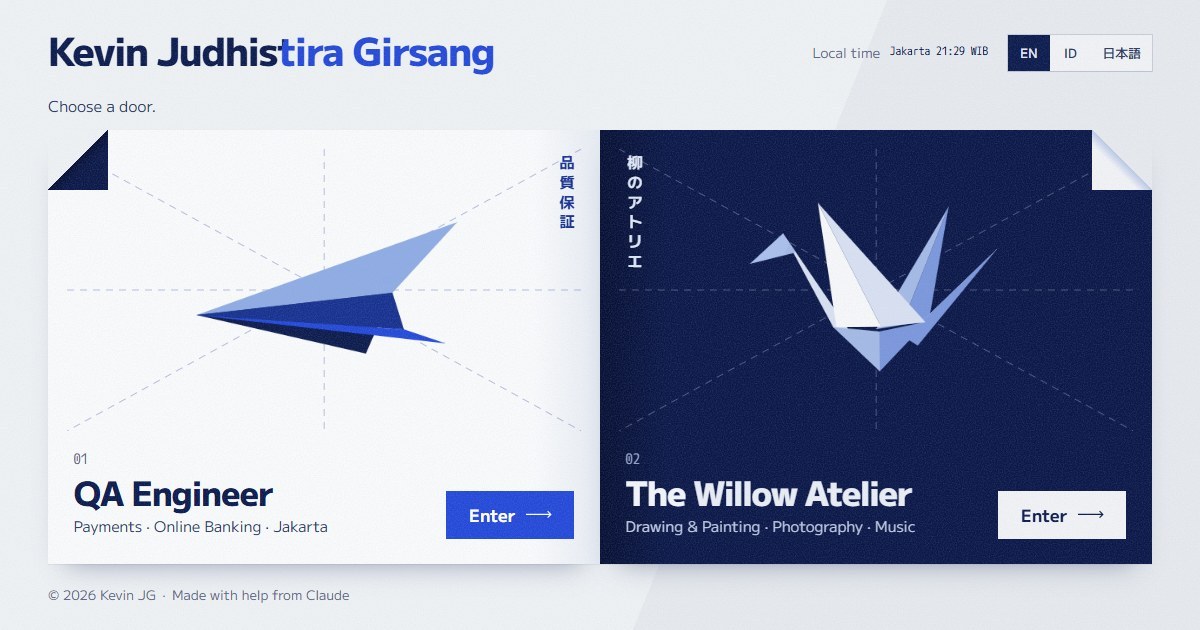 Kevin Judhistira Girsang
Local time Jakarta 21:29 WIB EN ID 日本語
Choose a door.
品質保証
01
QA Engineer
Payments · Online Banking · Jakarta
Enter →
柳のアトリエ
02
The Willow Atelier
Drawing & Painting · Photography · Music
Enter →
© 2026 Kevin JG · Made with help from Claude